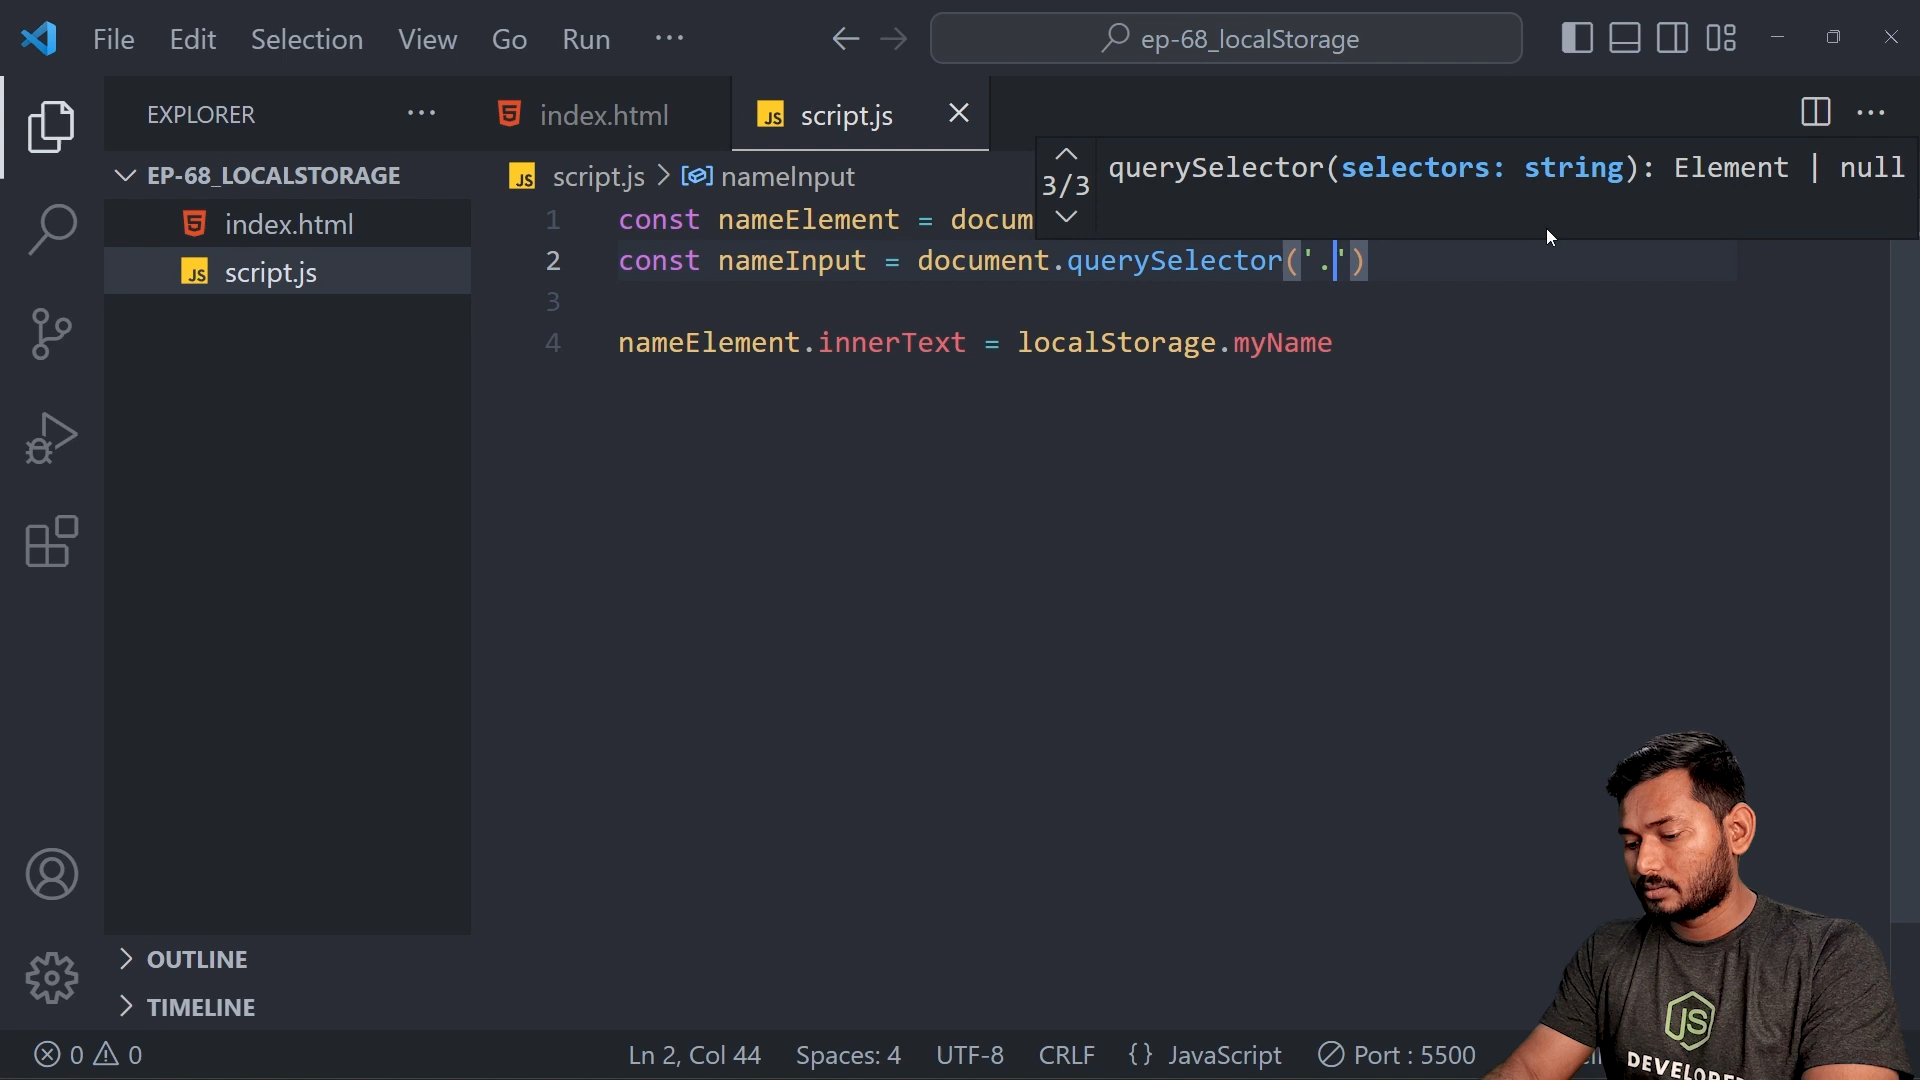 File Edit Selection View Go Run ··· ep-68_localStorage
EXPLORER ···
index.html
script.js
EP-68_LOCALSTORAGE
index.html
script.js
script.js > nameInput
3/3
querySelector(selectors: string): Element | null
1 const nameElement = docum
2 const nameInput = document.querySelector('.')
3
4 nameElement.innerText = localStorage.myName
OUTLINE
TIMELINE
0 0 Ln 2, Col 44 Spaces: 4 UTF-8 CRLF {} JavaScript Port : 5500
JS
DEVELOPER